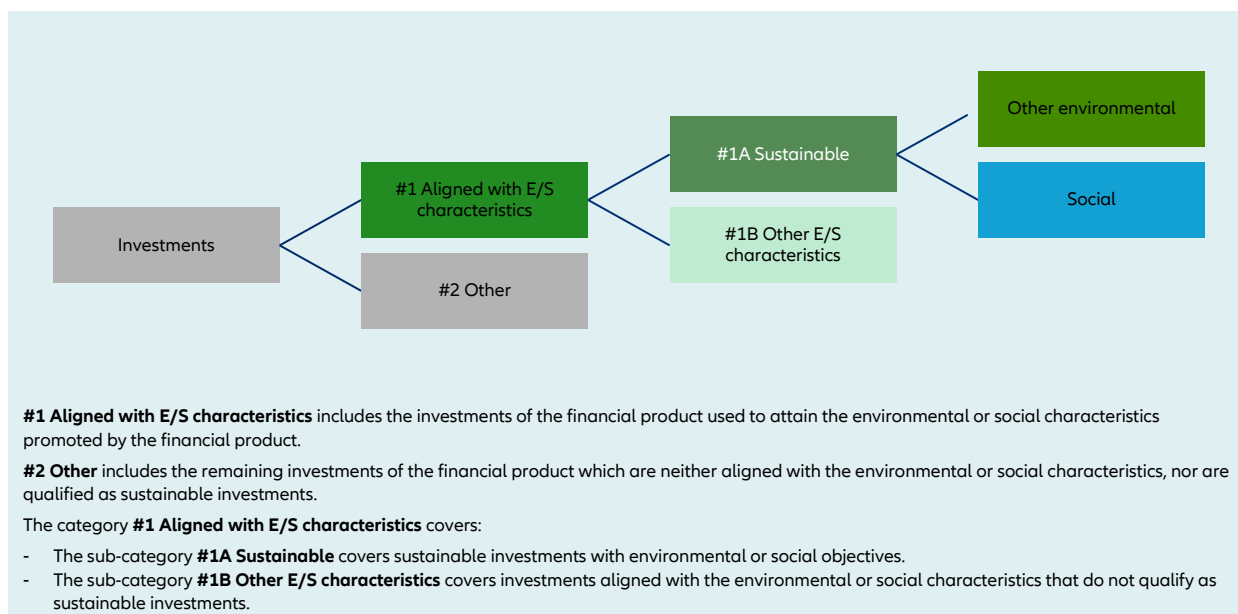 Other environmental
#1A Sustainable
#1 Aligned with E/S
characteristics
Social
Investments
#1B Other E/S
characteristics
#2 Other
#1 Aligned with E/S characteristics includes the investments of the financial product used to attain the environmental or social characteristics
promoted by the financial product.
#2 Other includes the remaining investments of the financial product which are neither aligned with the environmental or social characteristics, nor are
qualified as sustainable investments.
The category #1 Aligned with E/S characteristics covers:
- The sub-category #1A Sustainable covers sustainable investments with environmental or social objectives.
- The sub-category #1B Other E/S characteristics covers investments aligned with the environmental or social characteristics that do not qualify as
sustainable investments.